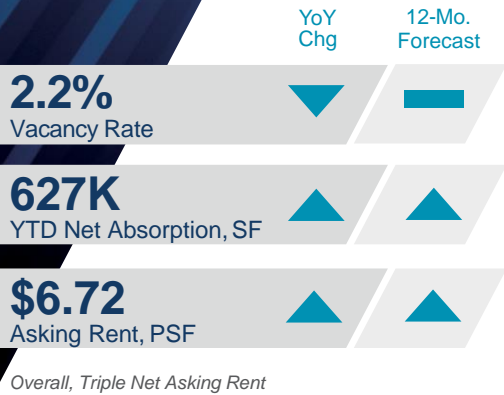 YoY
Chg
12-Mo.
Forecast
2.2%
Vacancy Rate
627K
YTD Net Absorption, SF
$6.72
Asking Rent, PSF
Overall, Triple Net Asking Rent